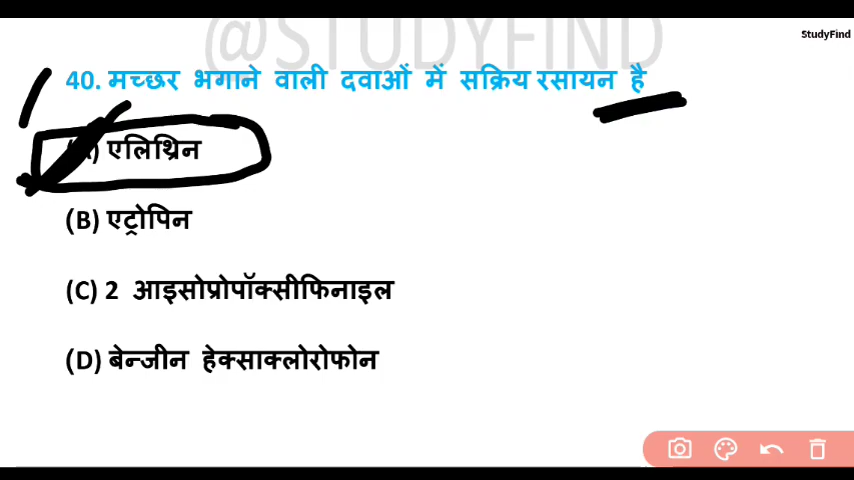 @STUDYFIND
StudyFind
40. मच्छर भगाने वाली दवाओं में सक्रिय रसायन है
(A) एलिथ्रिन
(B) एट्रोपिन
(C) 2 आइसोप्रोपॉक्सीफिनाइल
(D) बेन्जीन हेक्साक्लोरोफोन